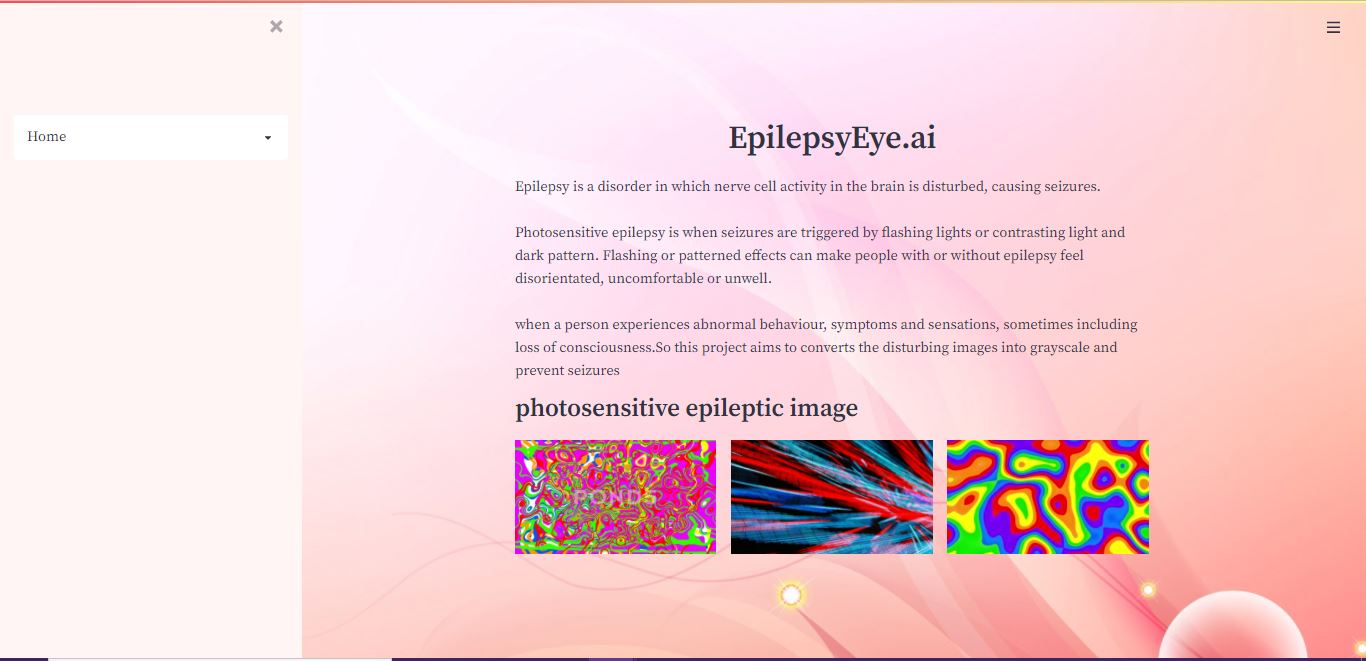 Home
EpilepsyEye.ai
Epilepsy is a disorder in which nerve cell activity in the brain is disturbed, causing seizures.
Photosensitive epilepsy is when seizures are triggered by flashing lights or contrasting light and
dark pattern. Flashing or patterned effects can make people with or without epilepsy feel
disorientated, uncomfortable or unwell.
when a person experiences abnormal behaviour, symptoms and sensations, sometimes including
loss of consciousness.So this project aims to converts the disturbing images into grayscale and
prevent seizures
photosensitive epileptic image
PONDS